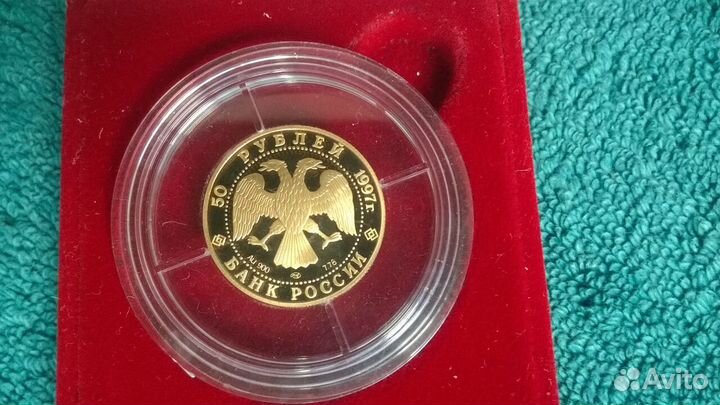 50 РУБЛЕЙ 1997г.
AU 900
7.78
БАНК РОССИИ
Avito